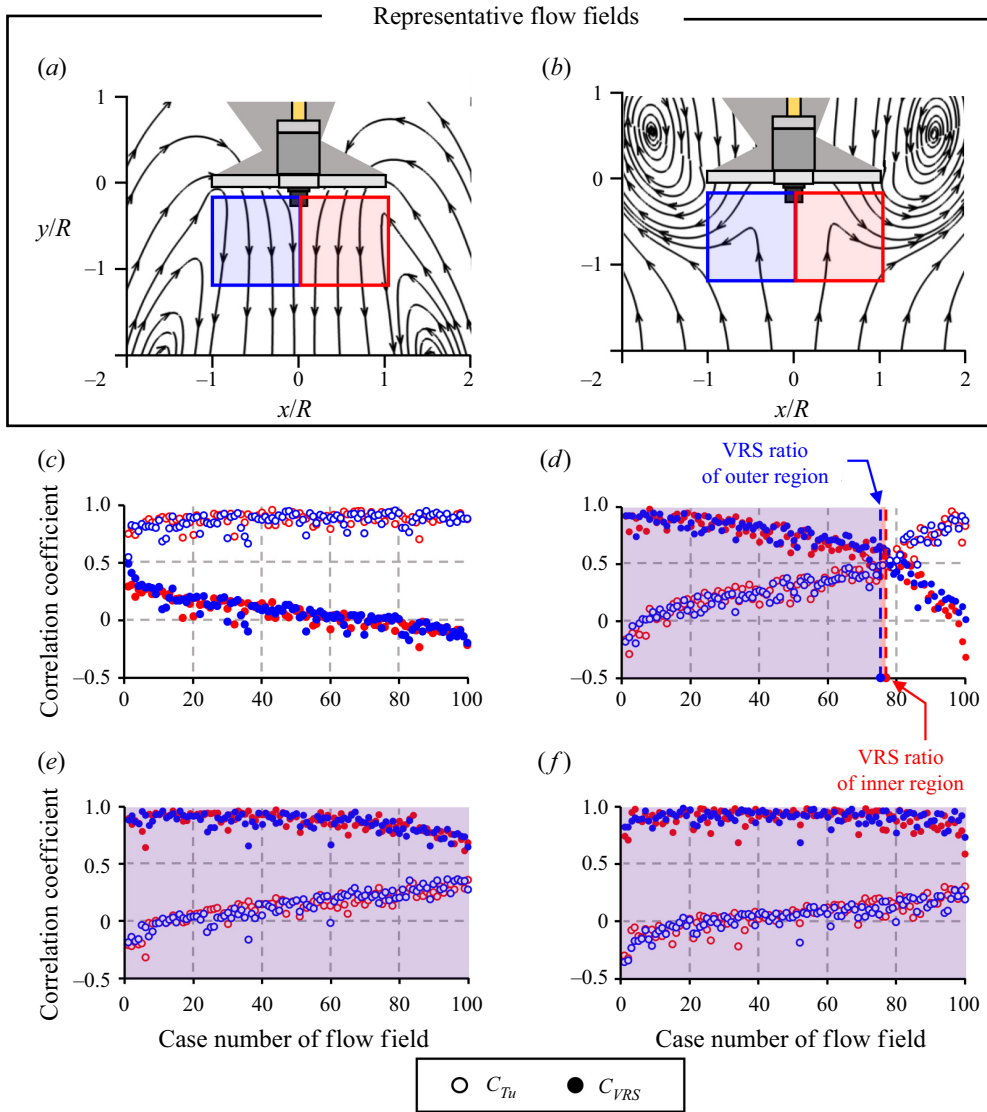 Representative flow fields
(a)
(b)
1
0
y/R
–1
–2
–1
0
1
2
x/R
1
0
–1
–2
–1
0
1
2
x/R
(c)
(d)
VRS ratio
of outer region
Correlation coefficient
1.0
0.5
0
–0.5
0
20
40
60
80
100
1.0
0.5
0
–0.5
0
20
40
60
80
100
VRS ratio
of inner region
(e)
(f)
Correlation coefficient
1.0
0.5
0
–0.5
0
20
40
60
80
100
Case number of flow field
1.0
0.5
0
–0.5
0
20
40
60
80
100
Case number of flow field
C_Tu
C_VRS